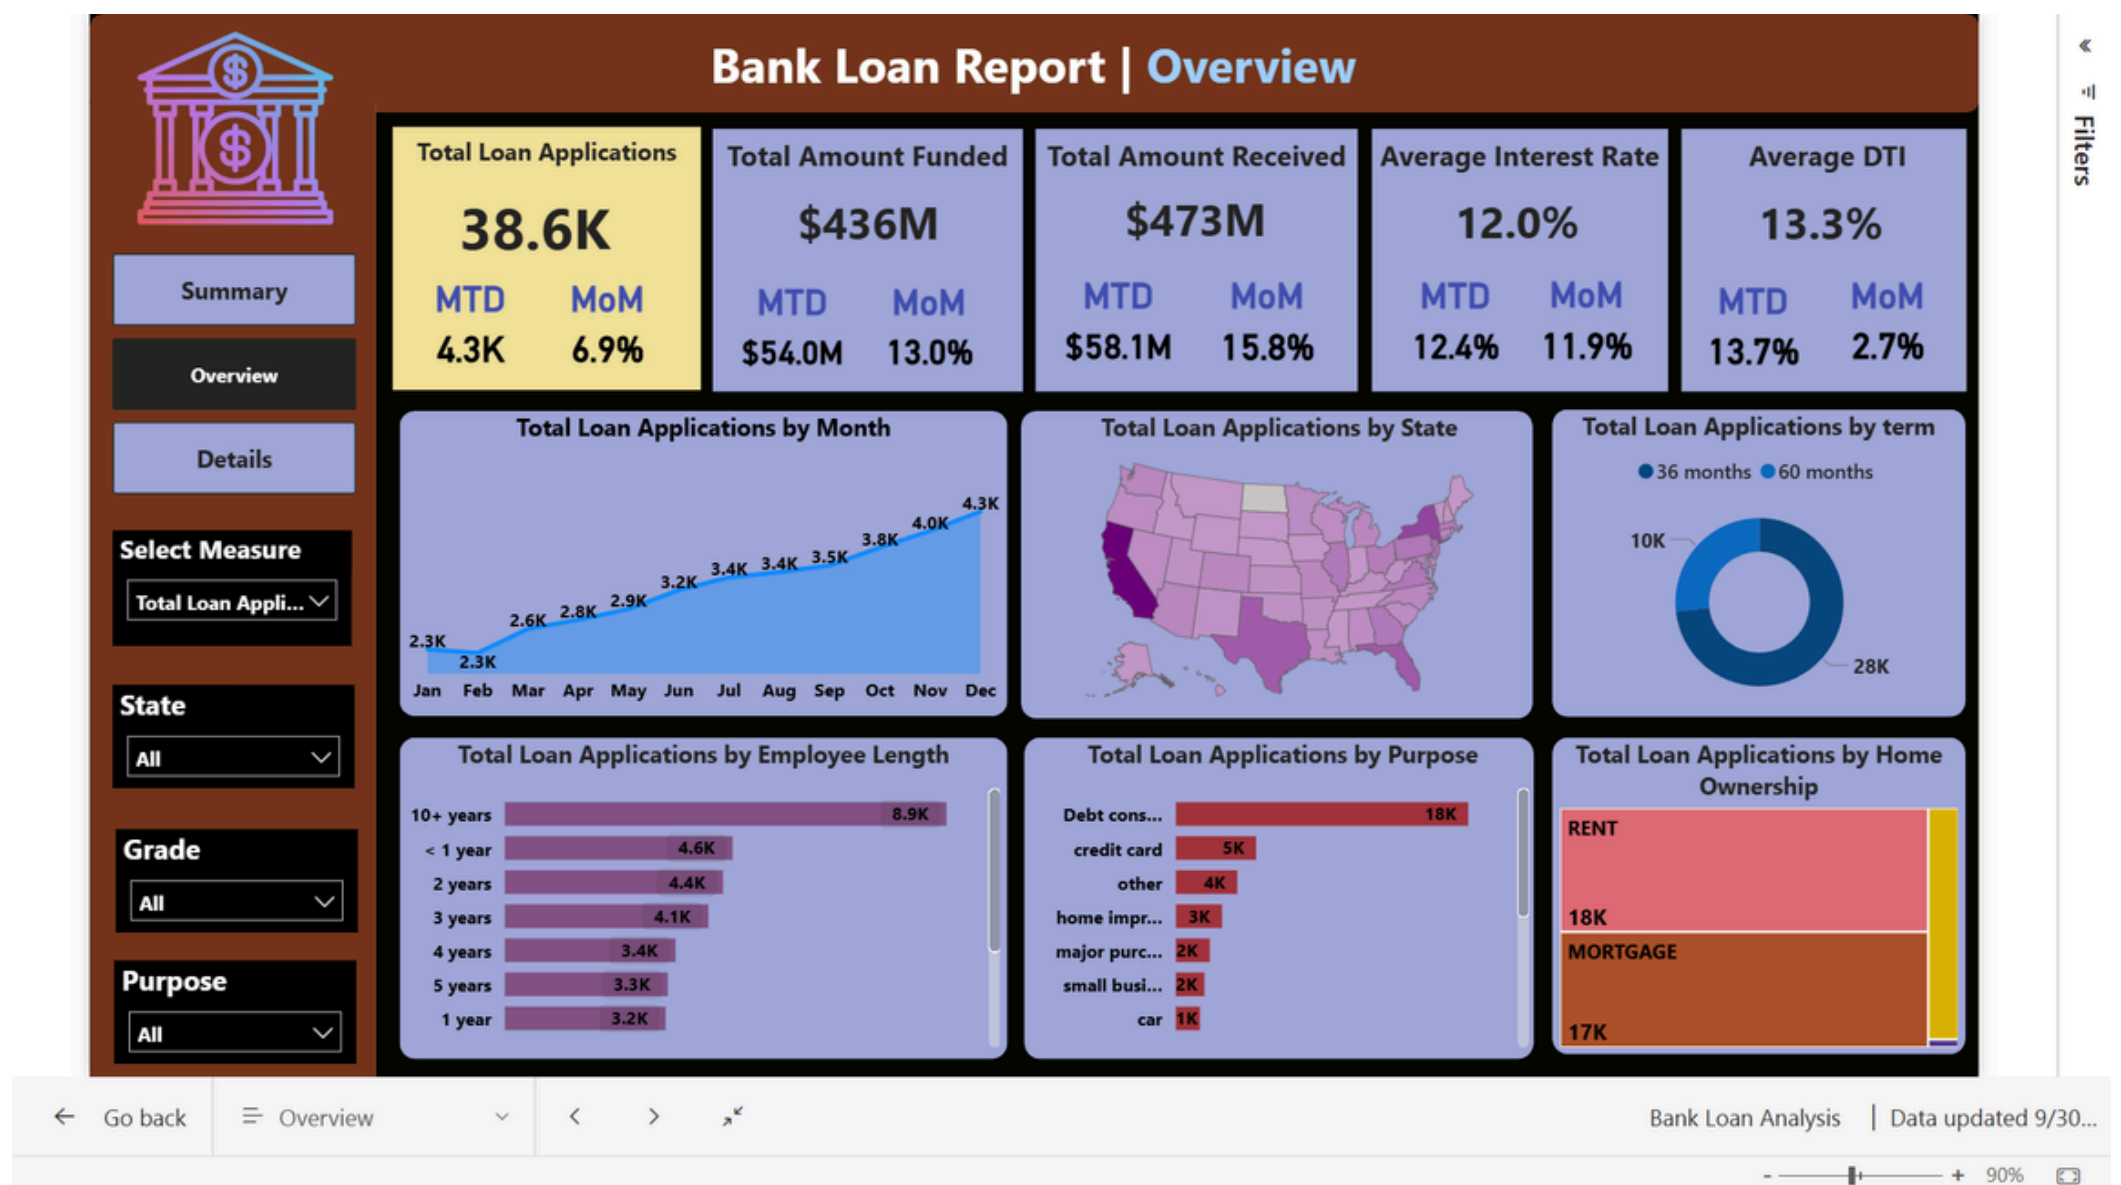 Bank Loan Report | Overview
Filters
Summary
Overview
Details
Select Measure
Total Loan Appli...
State
All
Grade
All
Purpose
All
Total Loan Applications
38.6K
MTD MoM
4.3K 6.9%
Total Amount Funded
$436M
MTD MoM
$54.0M 13.0%
Total Amount Received
$473M
MTD MoM
$58.1M 15.8%
Average Interest Rate
12.0%
MTD MoM
12.4% 11.9%
Average DTI
13.3%
MTD MoM
13.7% 2.7%
Total Loan Applications by Month
2.3K 2.3K 2.6K 2.8K 2.9K 3.2K 3.4K 3.4K 3.5K 3.8K 4.0K 4.3K
Jan Feb Mar Apr May Jun Jul Aug Sep Oct Nov Dec
Total Loan Applications by State
Total Loan Applications by term
36 months 60 months
10K
28K
Total Loan Applications by Employee Length
10+ years 8.9K
< 1 year 4.6K
2 years 4.4K
3 years 4.1K
4 years 3.4K
5 years 3.3K
1 year 3.2K
Total Loan Applications by Purpose
Debt cons... 18K
credit card 5K
other 4K
home impr... 3K
major purc... 2K
small busi... 2K
car 1K
Total Loan Applications by Home
Ownership
RENT
18K
MORTGAGE
17K
Go back
Overview
Bank Loan Analysis | Data updated 9/30...
- + 90%